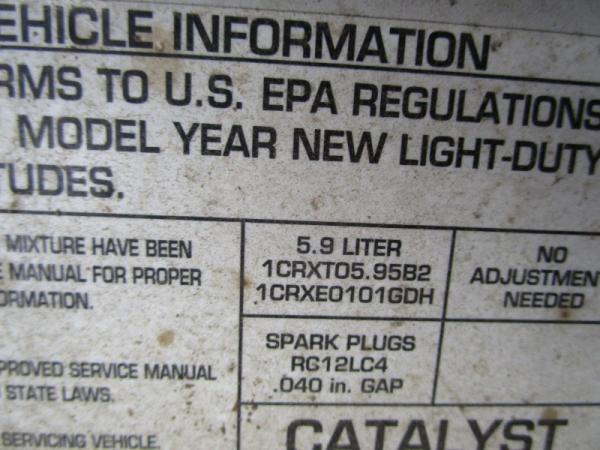 EHICLE INFORMATION
RMS TO U.S. EPA REGULATIONS
MODEL YEAR NEW LIGHT-DUTY
TUDES.
MIXTURE HAVE BEEN
E MANUAL FOR PROPER
ORMATION.
5.9 LITER
1CRXT05.95B2
1CRXE0101GDH
NO
ADJUSTMEN
NEEDED
SPARK PLUGS
RC12LC4
.040 in. GAP
PROVED SERVICE MANUAL
STATE LAWS.
SERVICING VEHICLE.
CATALYST